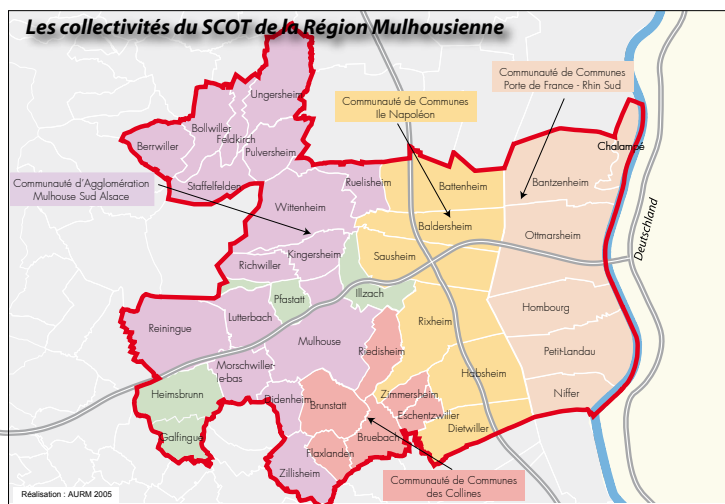 Les collectivités du SCOT de la Région Mulhousienne
Ungersheim
Communauté de Communes
Porte de France - Rhin Sud
Communauté de Communes
Ile Napoléon
Bollwiller
Feldkirch
Berrwiller
Pulversheim
Chalampé
Staffelfelden
Communauté d'Agglomération
Mulhouse Sud Alsace
Ruelisheim
Battenheim
Bantzenheim
Wittenheim
Baldersheim
Ottmarsheim
Deutschland
Kingersheim
Sausheim
Richwiller
Pfastatt
Illzach
Hombourg
Reiningue
Lutterbach
Rixheim
Mulhouse
Riedisheim
Petit-Landau
Morschwiller
-le-bas
Habsheim
Heimsbrunn
Didenheim
Brunstatt
Zimmersheim
Niffer
Eschentzwiller
Galfingue
Bruebach
Dietwiller
Flaxlanden
Zillisheim
Communauté de Communes
des Collines
Réalisation : AURM 2005